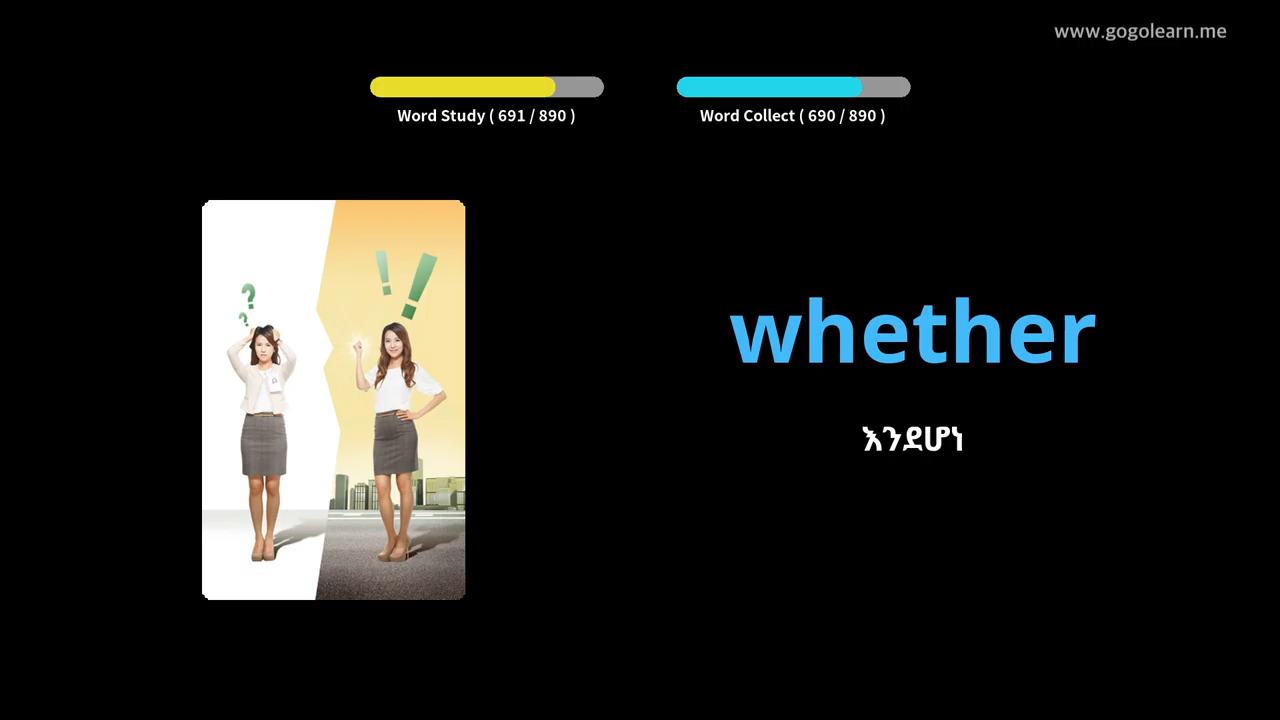 www.gogolearn.me
Word Study ( 691 / 890 )
Word Collect ( 690 / 890 )
? !!
?
whether
እንደሆነ